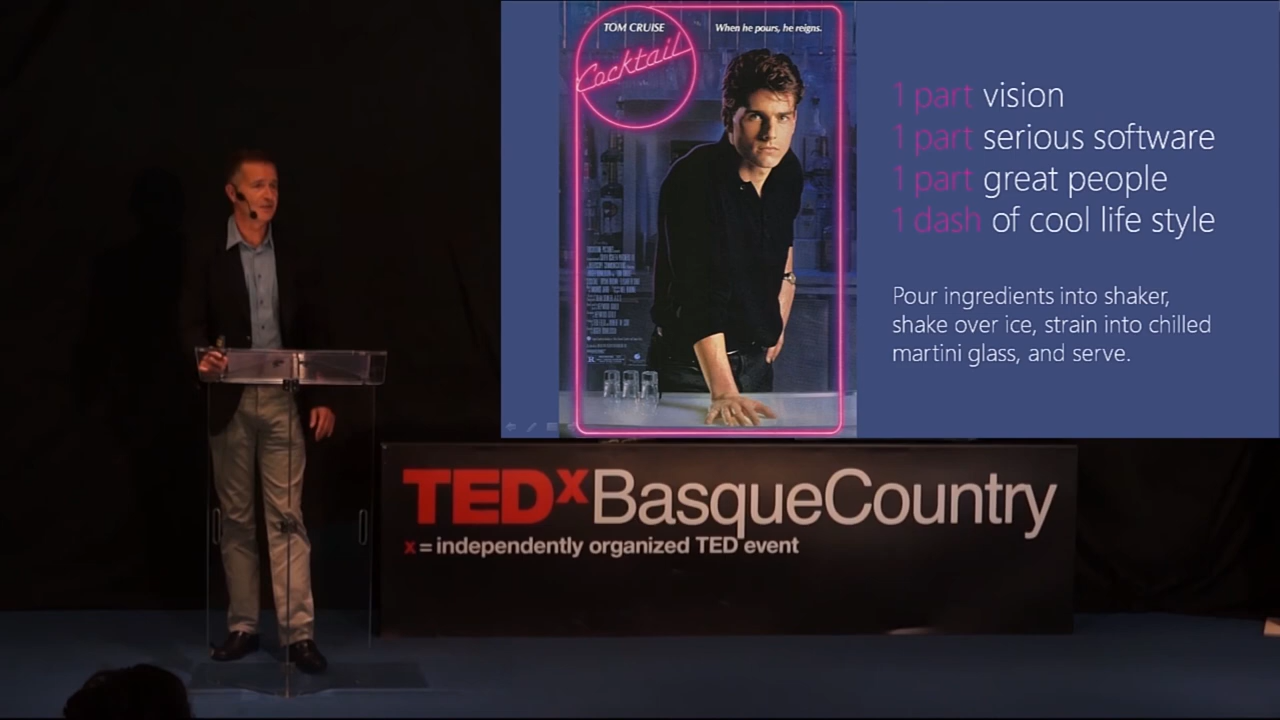 TOM CRUISE
When he pours, he reigns.
Cocktail
1 part vision
1 part serious software
1 part great people
1 dash of cool life style
Pour ingredients into shaker,
shake over ice, strain into chilled
martini glass, and serve.
TEDxBasqueCountry
x = independently organized TED event